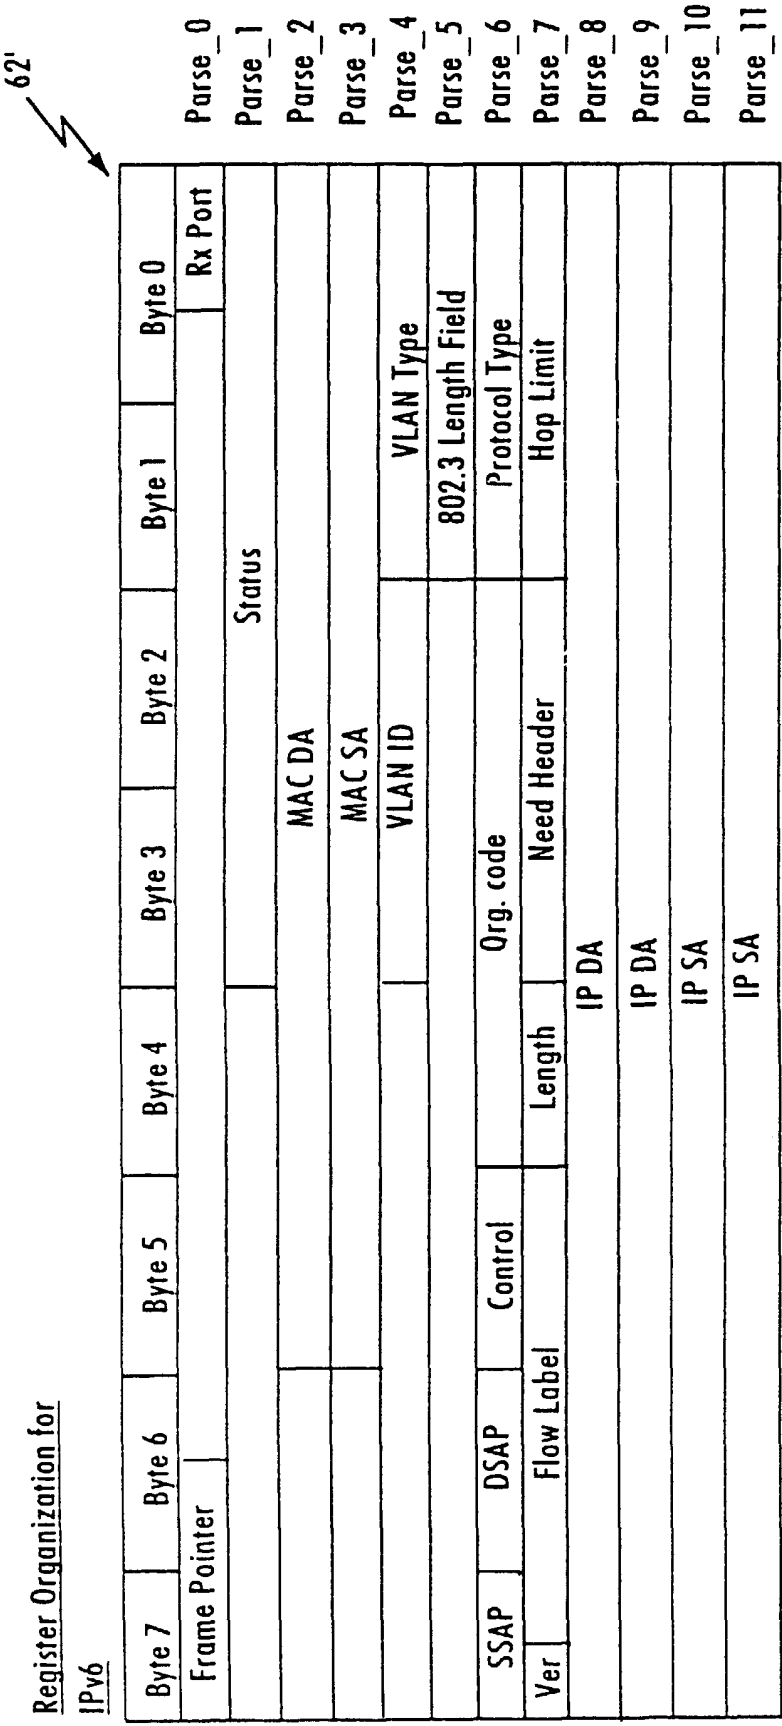 Register Organization for
IPv6
62'
Byte 7 Byte 6 Byte 5 Byte 4 Byte 3 Byte 2 Byte 1 Byte 0
Frame Pointer Rx Port Parse_0
Status Parse_1
MAC DA Parse_2
MAC SA Parse_3
VLAN ID VLAN Type Parse_4
802.3 Length Field Parse_5
SSAP DSAP Control Org. code Protocol Type Parse_6
Ver Flow Label Length Need Header Hop Limit Parse_7
IP DA Parse_8
IP DA Parse_9
IP SA Parse_10
IP SA Parse_11